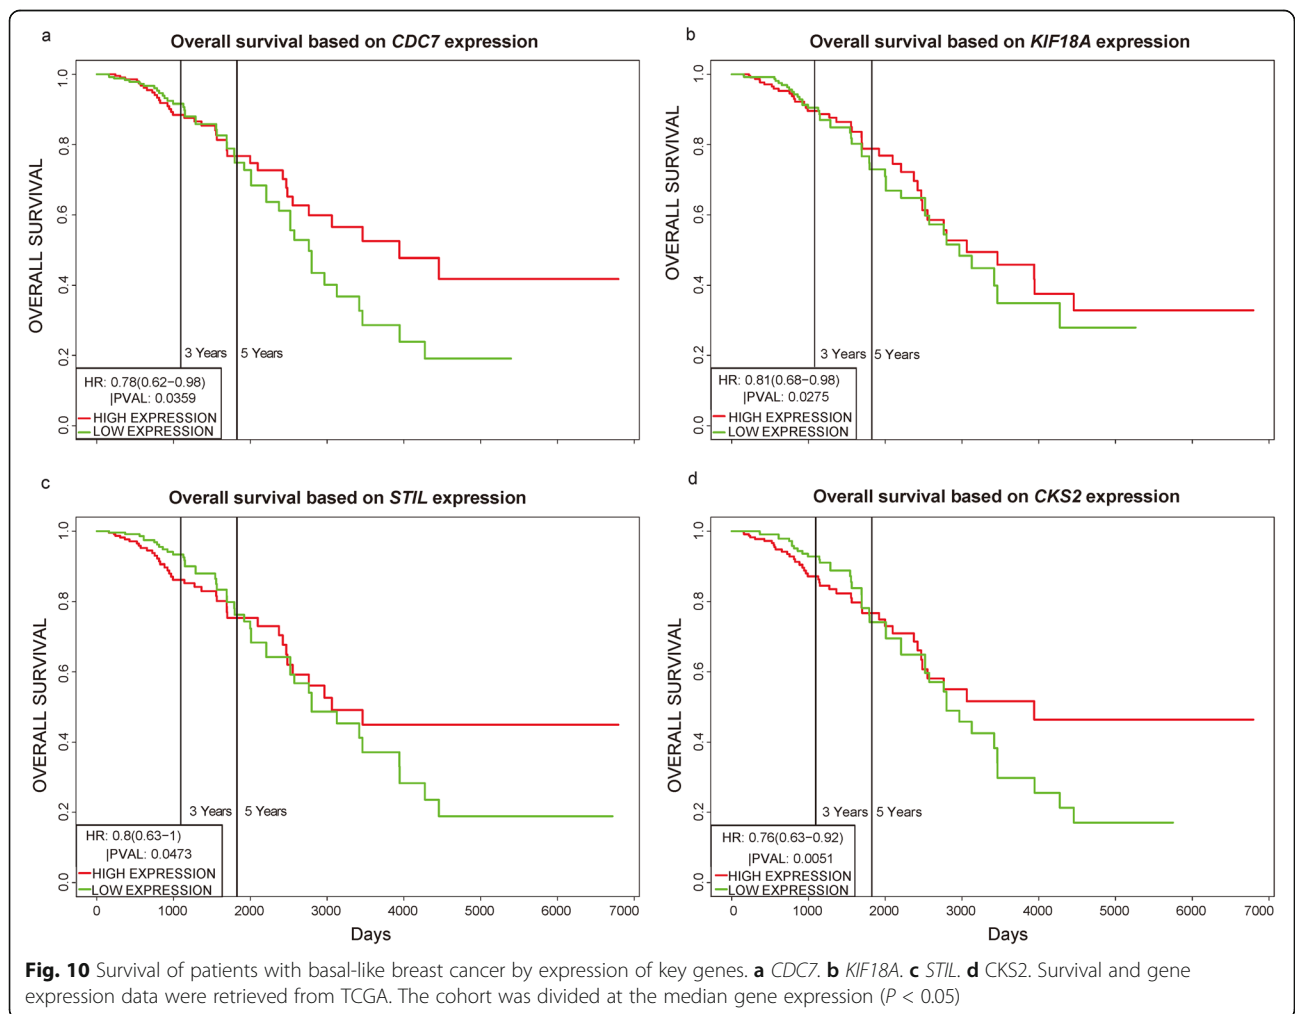 a
Overall survival based on CDC7 expression
OVERALL SURVIVAL
1.0
0.8
0.6
0.4
0.2
0.0
3 Years
5 Years
HR: 0.78(0.62−0.98)
|PVAL: 0.0359
HIGH EXPRESSION
LOW EXPRESSION
b
Overall survival based on KIF18A expression
OVERALL SURVIVAL
1.0
0.8
0.6
0.4
0.2
0.0
3 Years
5 Years
HR: 0.81(0.68−0.98)
|PVAL: 0.0275
HIGH EXPRESSION
LOW EXPRESSION
c
Overall survival based on STIL expression
OVERALL SURVIVAL
1.0
0.8
0.6
0.4
0.2
0.0
3 Years
5 Years
HR: 0.8(0.63−1)
|PVAL: 0.0473
HIGH EXPRESSION
LOW EXPRESSION
0 1000 2000 3000 4000 5000 6000 7000
Days
d
Overall survival based on CKS2 expression
OVERALL SURVIVAL
1.0
0.8
0.6
0.4
0.2
0.0
3 Years
5 Years
HR: 0.76(0.63−0.92)
|PVAL: 0.0051
HIGH EXPRESSION
LOW EXPRESSION
0 1000 2000 3000 4000 5000 6000 7000
Days
Fig. 10 Survival of patients with basal-like breast cancer by expression of key genes. a CDC7. b KIF18A. c STIL. d CKS2. Survival and gene
expression data were retrieved from TCGA. The cohort was divided at the median gene expression (P < 0.05)